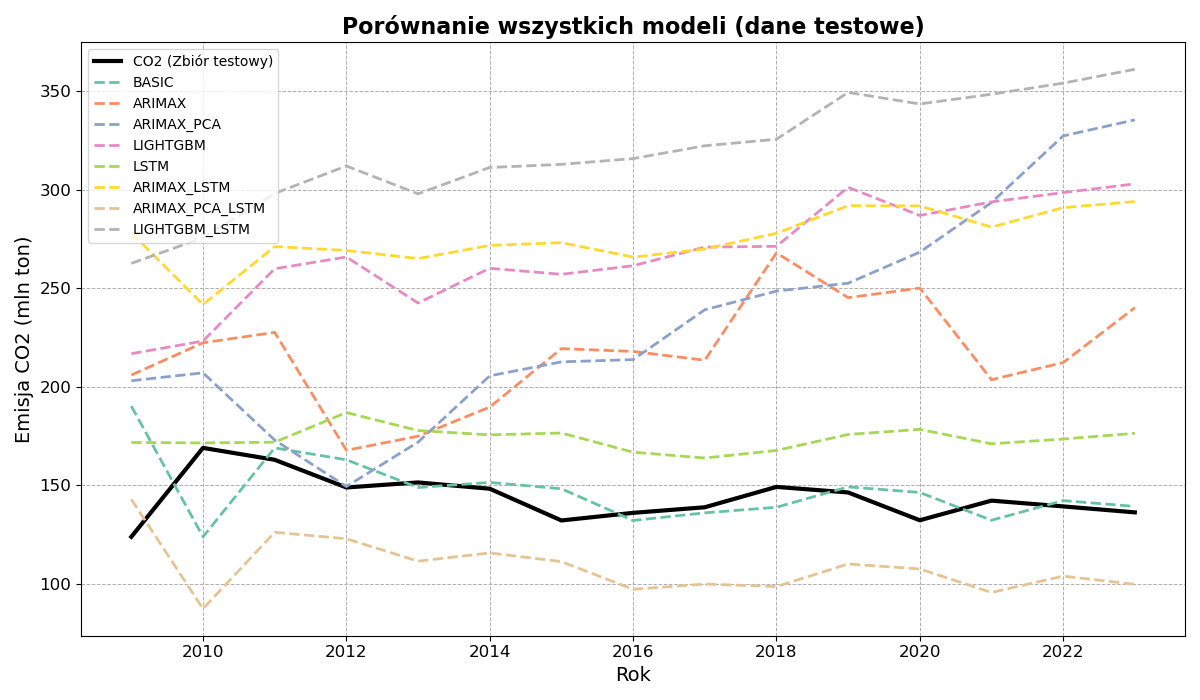 Porównanie wszystkich modeli (dane testowe)
CO2 (Zbiór testowy)
BASIC
ARIMAX
ARIMAX_PCA
LIGHTGBM
LSTM
ARIMAX_LSTM
ARIMAX_PCA_LSTM
LIGHTGBM_LSTM
Emisja CO2 (mln ton)
350
300
250
200
150
100
2010 2012 2014 2016 2018 2020 2022
Rok